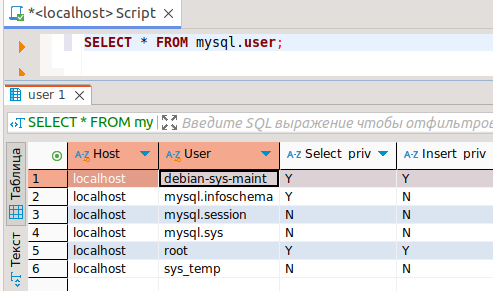 *<localhost> Script
SELECT * FROM mysql.user;
user 1
SELECT * FROM my Введите SQL выражение чтобы отфильтров
Таблица
Текст
Host User Select_priv Insert_priv
1 localhost debian-sys-maint Y Y
2 localhost mysql.infoschema Y N
3 localhost mysql.session N N
4 localhost mysql.sys N N
5 localhost root Y Y
6 localhost sys_temp N N